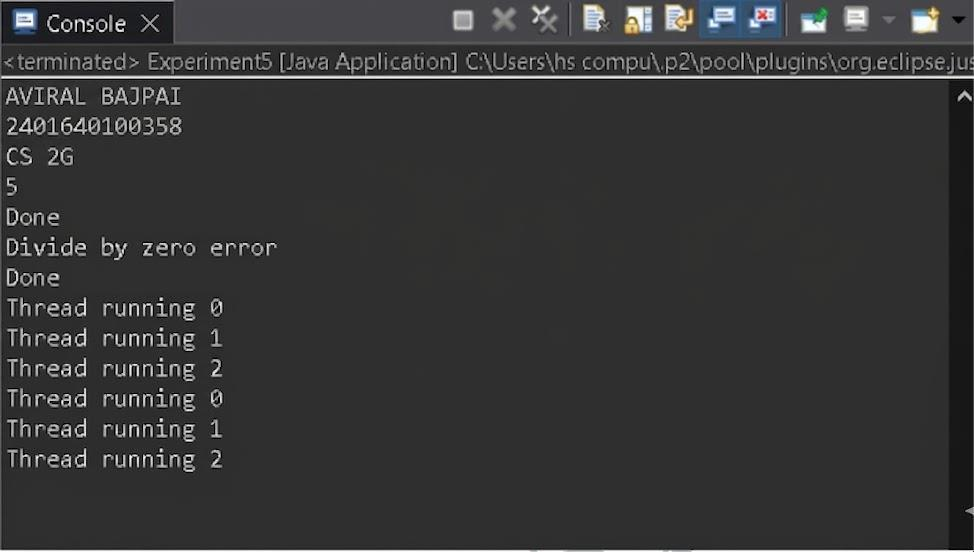 Console
<terminated> Experiment5 [Java Application] C:\Users\hs compu\.p2\pool\plugins\org.eclipse.jus
AVIRAL BAJPAI
2401640100358
CS 2G
5
Done
Divide by zero error
Done
Thread running 0
Thread running 1
Thread running 2
Thread running 0
Thread running 1
Thread running 2